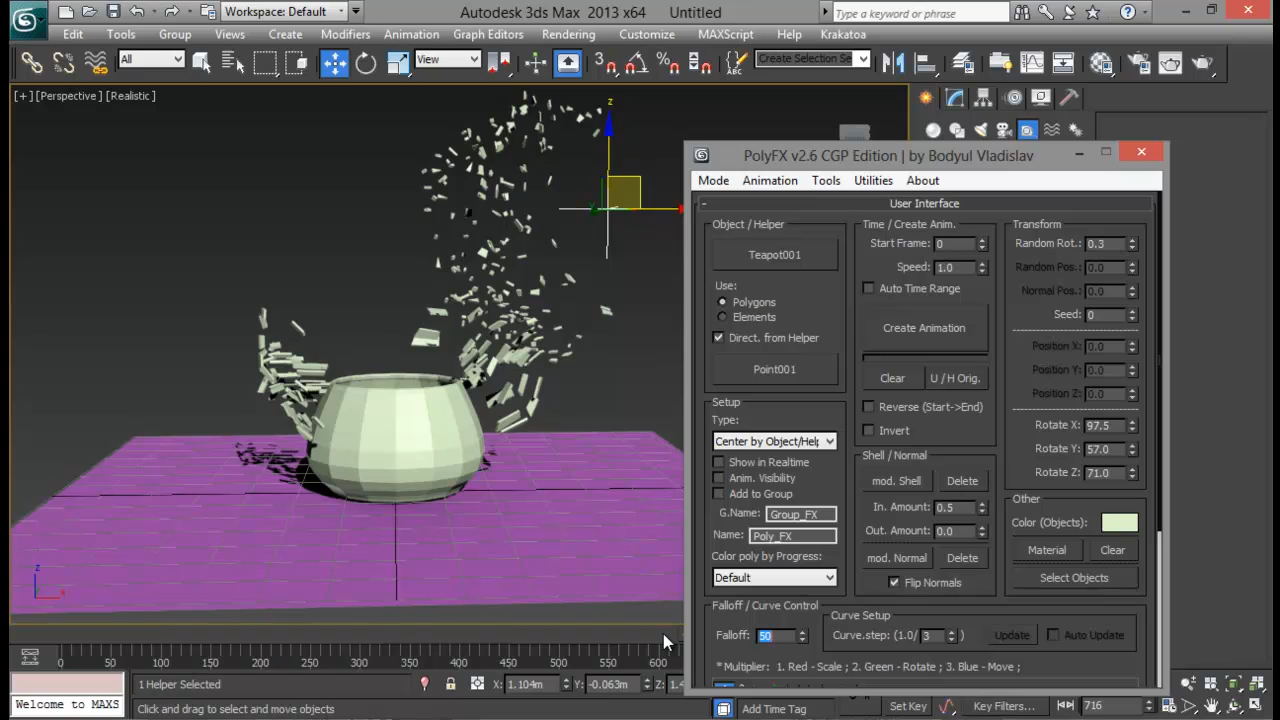 Workspace: Default
Autodesk 3ds Max 2013 x64 Untitled
Type a keyword or phrase
Edit Tools Group Views Create Modifiers Animation Graph Editors Rendering Customize MAXScript Help Krakatoa
All View Create Selection Se
[+] [Perspective] [Realistic]
z
PolyFX v2.6 CGP Edition | by Bodyul Vladislav
Mode Animation Tools Utilities About
- User Interface
Object / Helper
Teapot001
Use:
Polygons
Elements
Direct. from Helper
Point001
Setup
Type:
Center by Object/Help
Show in Realtime
Anim. Visibility
Add to Group
G.Name: Group_FX
Name: Poly_FX
Color poly by Progress:
Default
Time / Create Anim.
Start Frame: 0
Speed: 1.0
Auto Time Range
Create Animation
Clear U / H Orig.
Reverse (Start->End)
Invert
Shell / Normal
mod. Shell Delete
In. Amount: 0.5
Out. Amount: 0.0
mod. Normal Delete
Flip Normals
Transform
Random Rot.: 0.3
Random Pos.: 0.0
Normal Pos.: 0.0
Seed: 0
Position X: 0.0
Position Y: 0.0
Position Z: 0.0
Rotate X: 97.5
Rotate Y: 57.0
Rotate Z: 71.0
Other
Color (Objects):
Material Clear
Select Objects
Falloff / Curve Control
Falloff: 50
Curve Setup
Curve.step: (1.0/ 3 ) Update Auto Update
*Multiplier: 1. Red - Scale ; 2. Green - Rotate ; 3. Blue - Move ;
z
x
0 50 100 150 200 250 300 350 400 450 500 550 600
1 Helper Selected X: 1.104m Y: -0.063m Z: 1.4
Welcome to MAXS Click and drag to select and move objects Add Time Tag Set Key Key Filters... 716